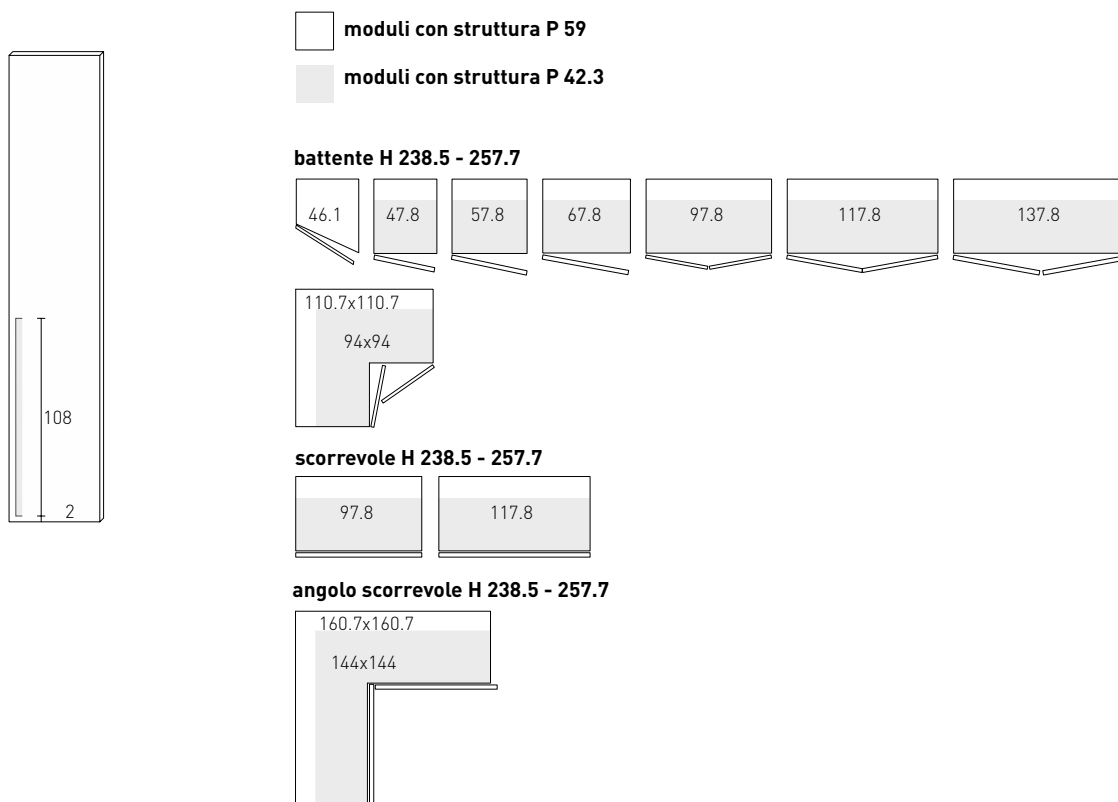 moduli con struttura P 59
moduli con struttura P 42.3
battente H 238.5 - 257.7
46.1 47.8 57.8 67.8 97.8 117.8 137.8
110.7x110.7
94x94
108
2
scorrevole H 238.5 - 257.7
97.8 117.8
angolo scorrevole H 238.5 - 257.7
160.7x160.7
144x144